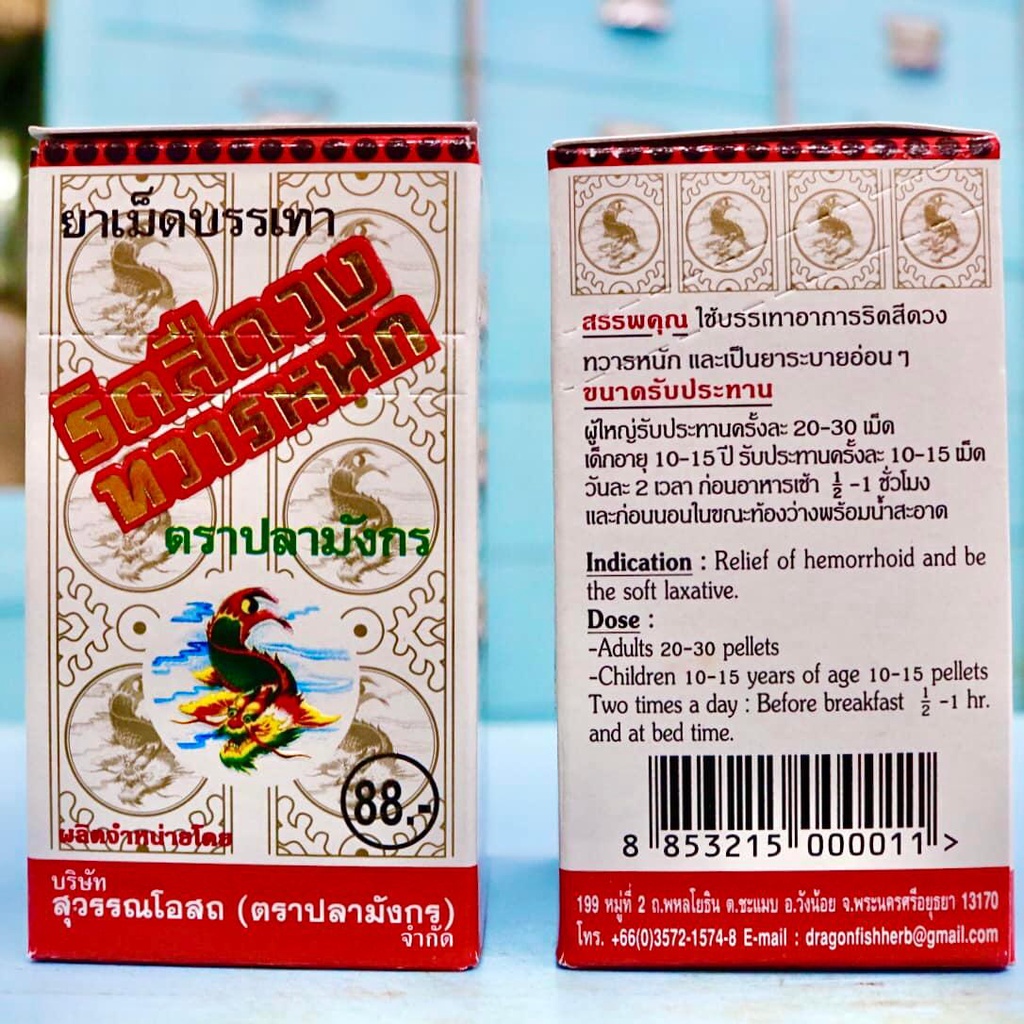 ยาเม็ดบรรเทา
ริดสีดวง
ทวารหนัก
ตราปลามังกร
88.-
ผลิตจำหน่ายโดย
บริษัท
สุวรรณโอสถ (ตราปลามังกร)
จำกัด
สรรพคุณ ใช้บรรเทาอาการริดสีดวง
ทวารหนัก และเป็นยาระบายอ่อน ๆ
ขนาดรับประทาน
ผู้ใหญ่รับประทานครั้งละ 20-30 เม็ด
เด็กอายุ 10-15 ปี รับประทานครั้งละ 10-15 เม็ด
วันละ 2 เวลา ก่อนอาหารเช้า ½ -1 ชั่วโมง
และก่อนนอนในขณะท้องว่างพร้อมน้ำสะอาด
Indication : Relief of hemorrhoid and be
the soft laxative.
Dose :
-Adults 20-30 pellets
-Children 10-15 years of age 10-15 pellets
Two times a day : Before breakfast ½ -1 hr.
and at bed time.
8 853215 000011 >
199 หมู่ที่ 2 ถ.พหลโยธิน ต.ชะแมบ อ.วังน้อย จ.พระนครศรีอยุธยา 13170
โทร. +66(0)3572-1574-8 E-mail : dragonfishherb@gmail.com